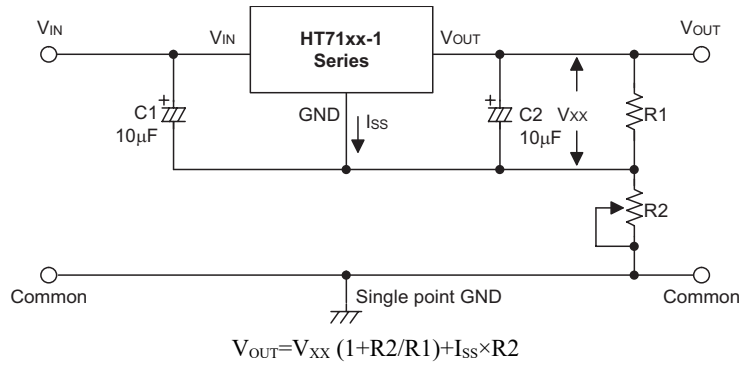 VIN
VIN
HT71xx-1
Series
VOUT
VOUT
C1
10μF
GND
ISS
C2
10μF
VXX
R1
R2
Common
Single point GND
Common
VOUT=VXX (1+R2/R1)+ISS×R2